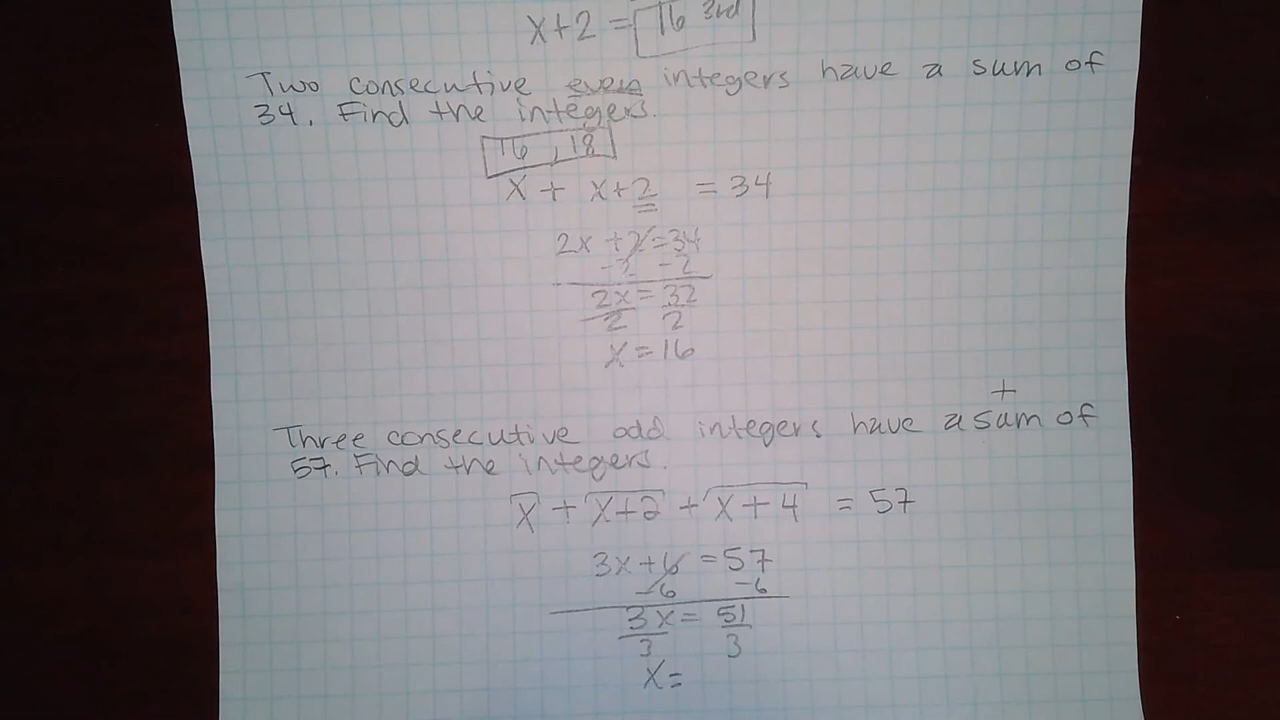 x+2 = 16 3rd
Two consecutive even integers have a sum of
34. Find the integers.
16, 18
x + x+2 = 34
2x + 2 = 34
-2 -2
2x = 32
2 2
x = 16
+
Three consecutive odd integers have a sum of
57. Find the integers.
x + x+2 + x+4 = 57
3x+6 = 57
-6 -6
3x = 51
3 3
x =